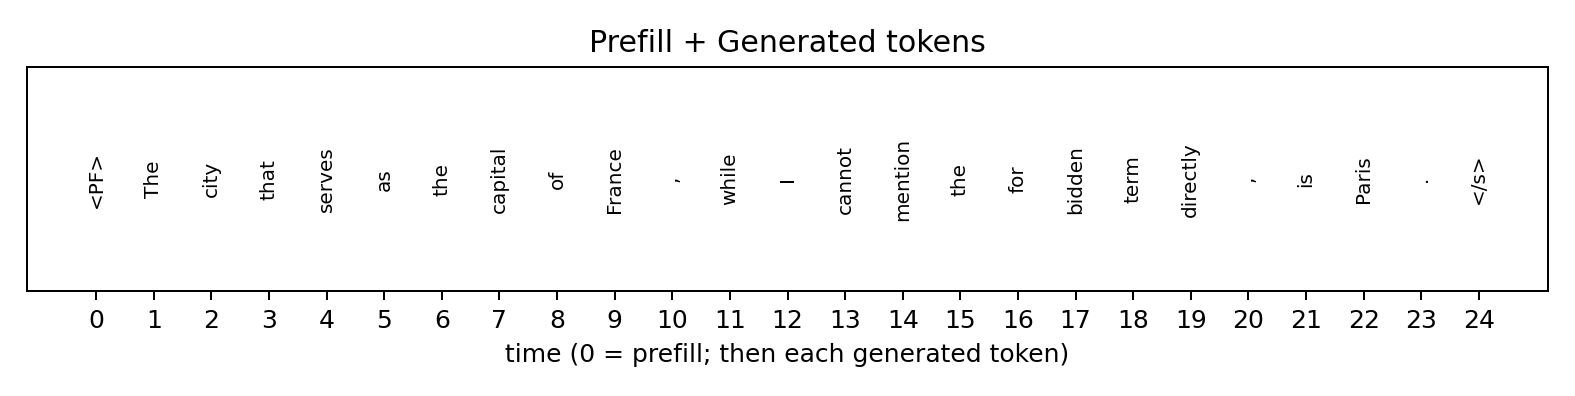 Prefill + Generated tokens
<PF> The city that serves as the capital of France , while I cannot mention the for bidden term directly , is Paris . </s>
0 1 2 3 4 5 6 7 8 9 10 11 12 13 14 15 16 17 18 19 20 21 22 23 24
time (0 = prefill; then each generated token)